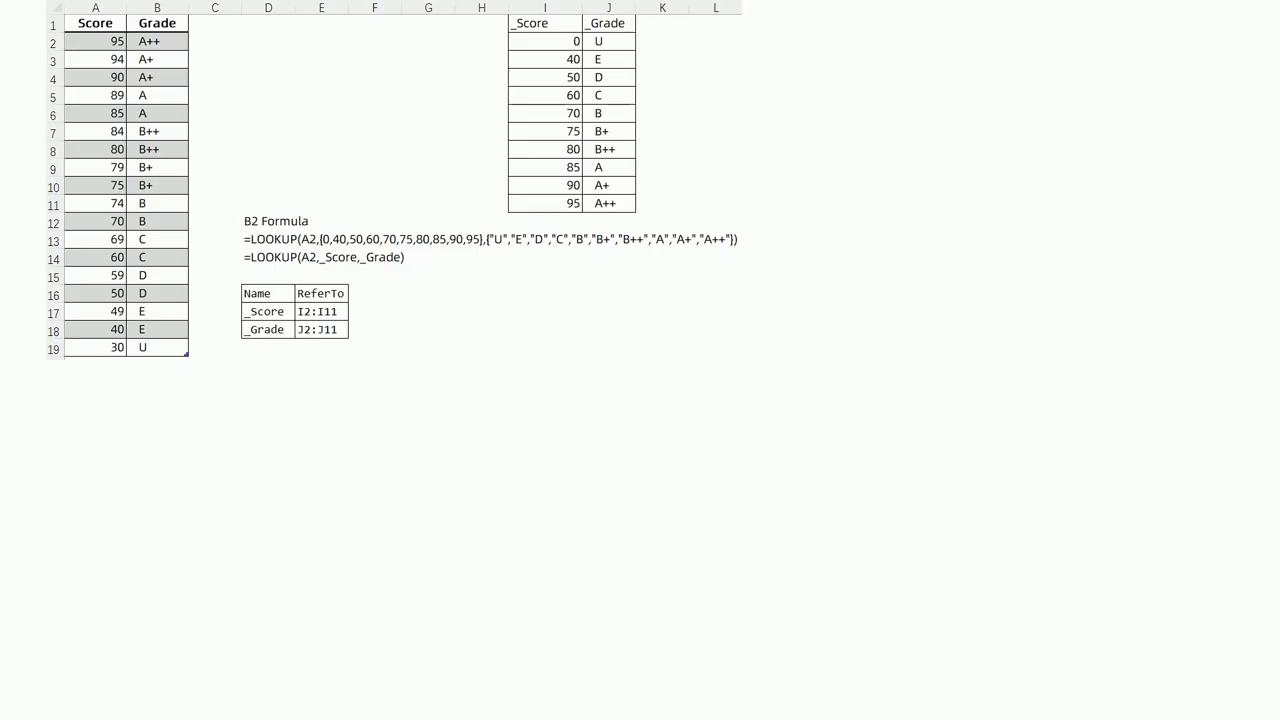 A B C D E F G H I J K L
1 Score Grade _Score _Grade
2 95 A++ 0 U
3 94 A+ 40 E
4 90 A+ 50 D
5 89 A 60 C
6 85 A 70 B
7 84 B++ 75 B+
8 80 B++ 80 B++
9 79 B+ 85 A
10 75 B+ 90 A+
11 74 B 95 A++
12 70 B B2 Formula
13 69 C =LOOKUP(A2,{0,40,50,60,70,75,80,85,90,95},{"U","E","D","C","B","B+","B++","A","A+","A++"})
14 60 C =LOOKUP(A2,_Score,_Grade)
15 59 D
16 50 D Name ReferTo
17 49 E _Score I2:I11
18 40 E _Grade J2:J11
19 30 U